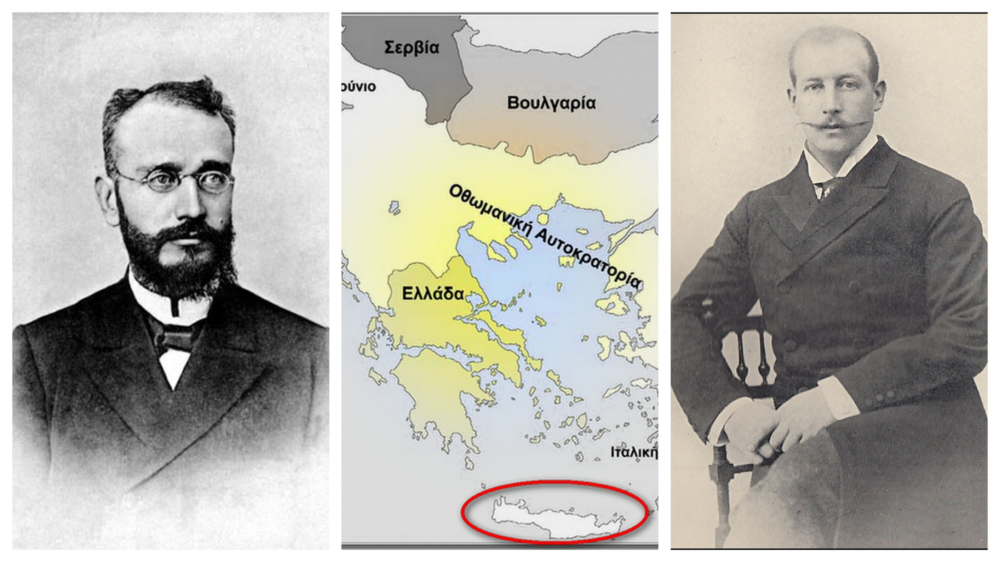 Σερβία
ούνιο
Βουλγαρία
Οθωμανική Αυτοκρατορία
Ελλάδα
Ιταλική